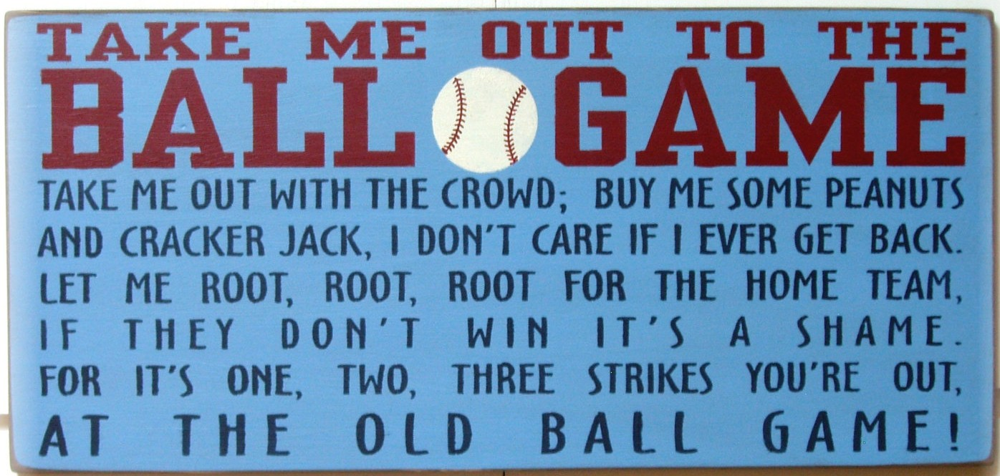 TAKE ME OUT TO THE
BALL GAME
TAKE ME OUT WITH THE CROWD; BUY ME SOME PEANUTS
AND CRACKER JACK, I DON'T CARE IF I EVER GET BACK.
LET ME ROOT, ROOT, ROOT FOR THE HOME TEAM,
IF THEY DON'T WIN IT'S A SHAME.
FOR IT'S ONE, TWO, THREE STRIKES YOU'RE OUT,
AT THE OLD BALL GAME!